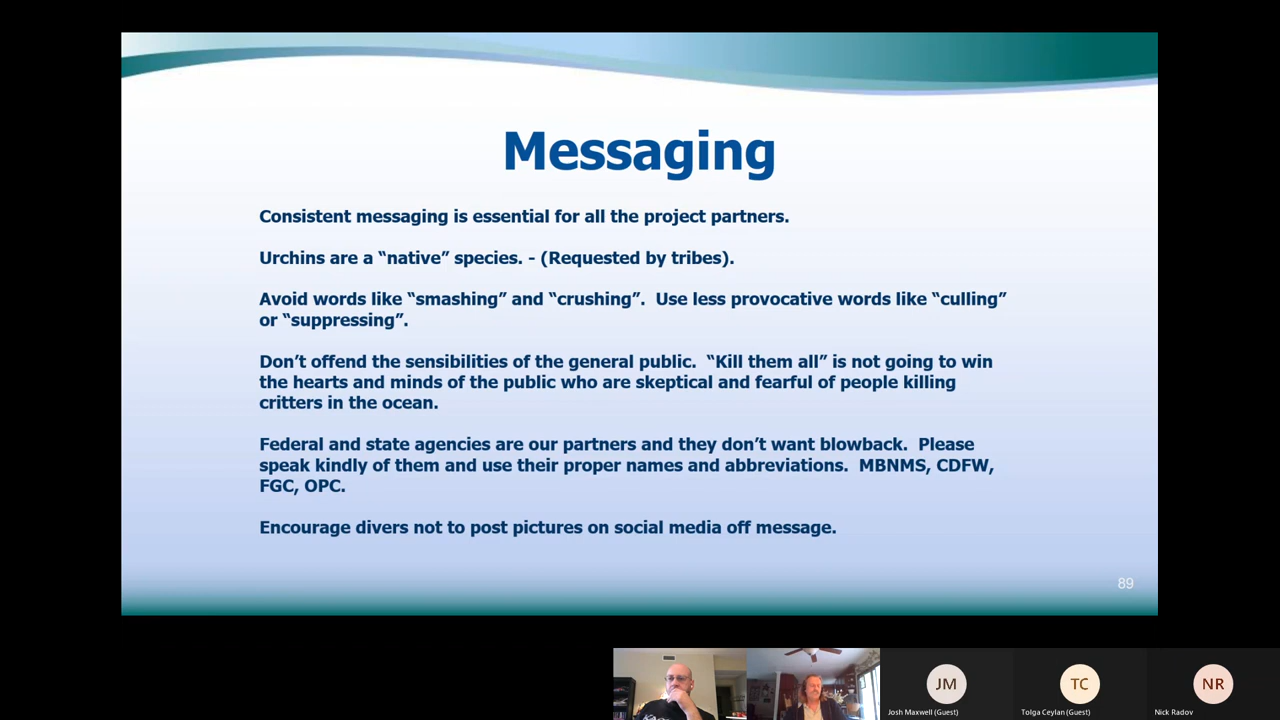 Messaging
Consistent messaging is essential for all the project partners.
Urchins are a “native” species. - (Requested by tribes).
Avoid words like “smashing” and “crushing”.  Use less provocative words like “culling”
or “suppressing”.
Don’t offend the sensibilities of the general public.  “Kill them all” is not going to win
the hearts and minds of the public who are skeptical and fearful of people killing
critters in the ocean.
Federal and state agencies are our partners and they don’t want blowback.  Please
speak kindly of them and use their proper names and abbreviations.  MBNMS, CDFW,
FGC, OPC.
Encourage divers not to post pictures on social media off message.
89
JM
TC
NR
Josh Maxwell (Guest)
Tolga Ceylan (Guest)
Nick Radov